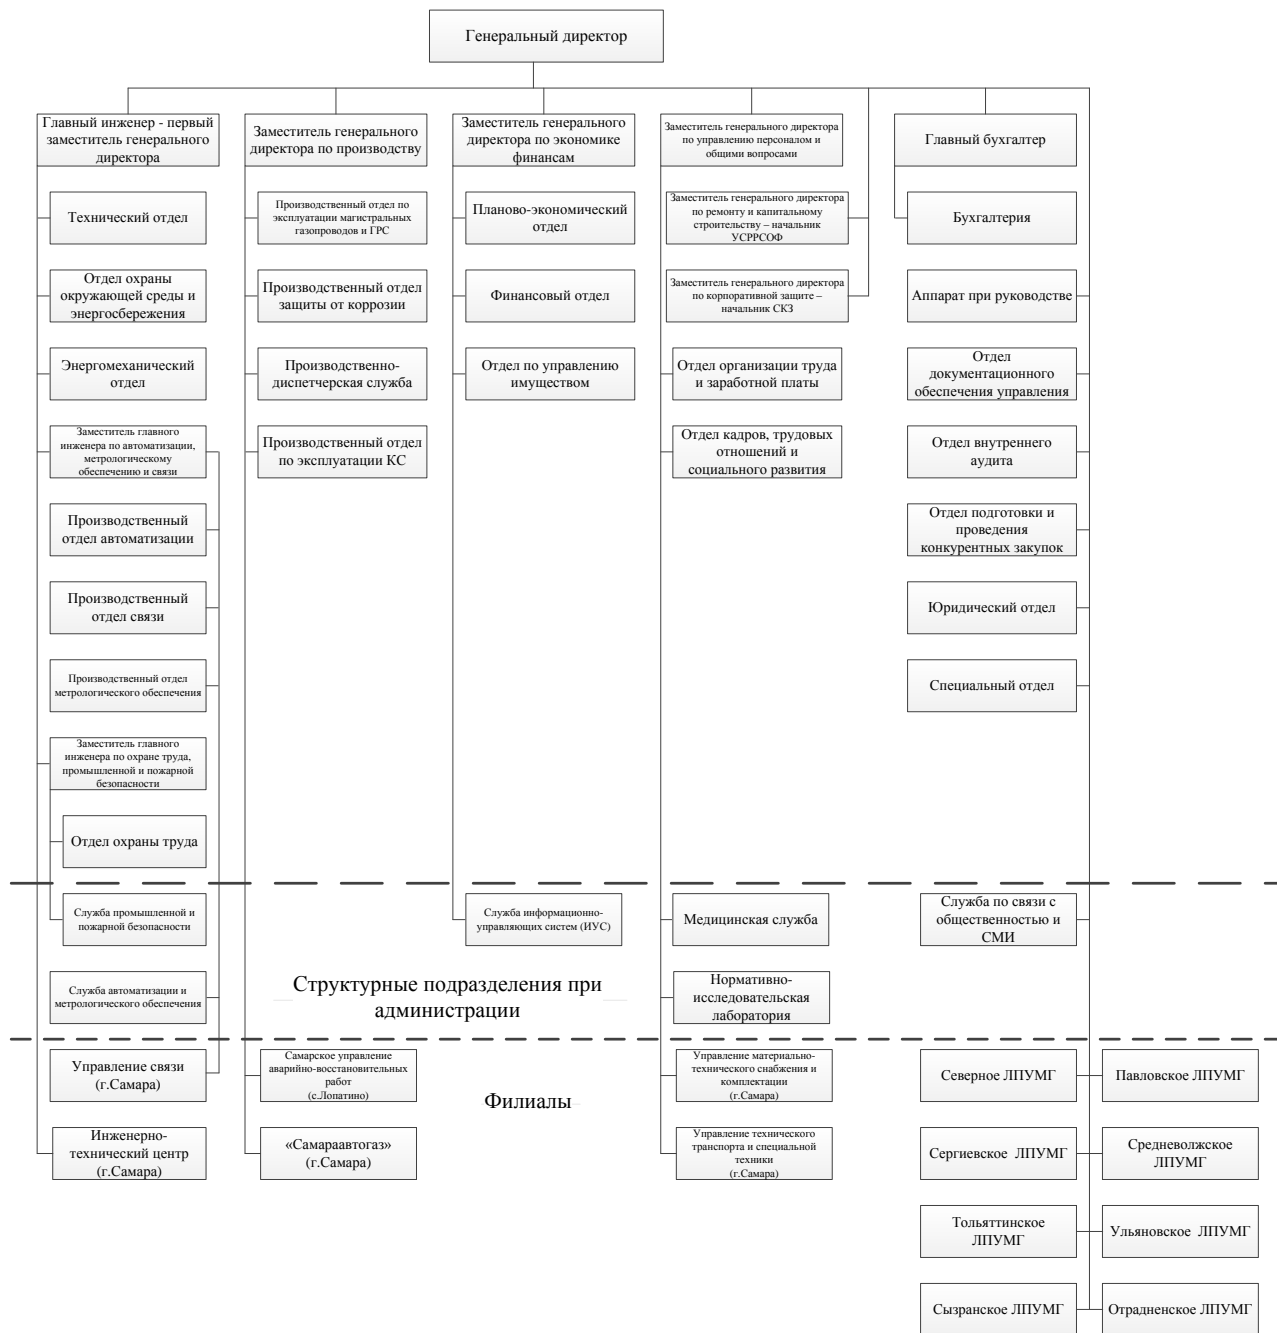 Генеральный директор
Главный инженер - первый
заместитель генерального
директора
Заместитель генерального
директора по производству
Заместитель генерального
директора по экономике
финансам
Заместитель генерального директора
по управлению персоналом и
общими вопросами
Главный бухгалтер
Технический отдел
Производственный отдел по
эксплуатации магистральных
газопроводов и ГРС
Планово-экономический
отдел
Заместитель генерального директора
по ремонту и капитальному
строительству – начальник
УСРРСОФ
Бухгалтерия
Отдел охраны
окружающей среды и
энергосбережения
Производственный отдел
защиты от коррозии
Финансовый отдел
Заместитель генерального директора
по корпоративной защите –
начальник СКЗ
Аппарат при руководстве
Энергомеханический
отдел
Производственно-
диспетчерская служба
Отдел по управлению
имуществом
Отдел организации труда
и заработной платы
Отдел
документационного
обеспечения управления
Заместитель главного
инженера по автоматизации,
метрологическому
обеспечению и связи
Производственный отдел
по эксплуатации КС
Отдел кадров, трудовых
отношений и
социального развития
Отдел внутреннего
аудита
Производственный
отдел автоматизации
Отдел подготовки и
проведения
конкурентных закупок
Производственный
отдел связи
Юридический отдел
Производственный отдел
метрологического обеспечения
Специальный отдел
Заместитель главного
инженера по охране труда,
промышленной и пожарной
безопасности
Отдел охраны труда
Служба промышленной и
пожарной безопасности
Служба информационно-
управляющих систем (ИУС)
Медицинская служба
Служба по связи с
общественностью и
СМИ
Служба автоматизации и
метрологического обеспечения
Структурные подразделения при
администрации
Нормативно-
исследовательская
лаборатория
Управление связи
(г.Самара)
Самарское управление
аварийно-восстановительных
работ
(с.Лопатино)
Филиалы
Управление материально-
технического снабжения и
комплектации
(г.Самара)
Северное ЛПУМГ
Павловское ЛПУМГ
Инженерно-
технический центр
(г.Самара)
«Самараавтогаз»
(г.Самара)
Управление технического
транспорта и специальной
техники
(г.Самара)
Сергиевское ЛПУМГ
Средневолжское
ЛПУМГ
Тольяттинское
ЛПУМГ
Ульяновское ЛПУМГ
Сызранское ЛПУМГ
Отрадненское ЛПУМГ